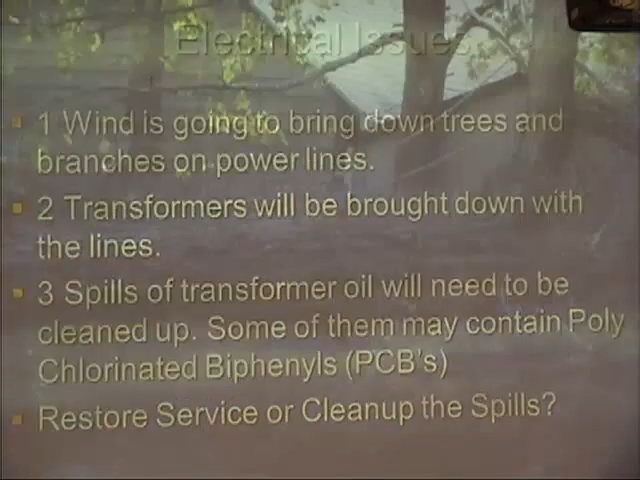 Electrical Issues
1 Wind is going to bring down trees and
branches on power lines.
2 Transformers will be brought down with
the lines.
3 Spills of transformer oil will need to be
cleaned up. Some of them may contain Poly
Chlorinated Biphenyls (PCB's)
Restore Service or Cleanup the Spills?